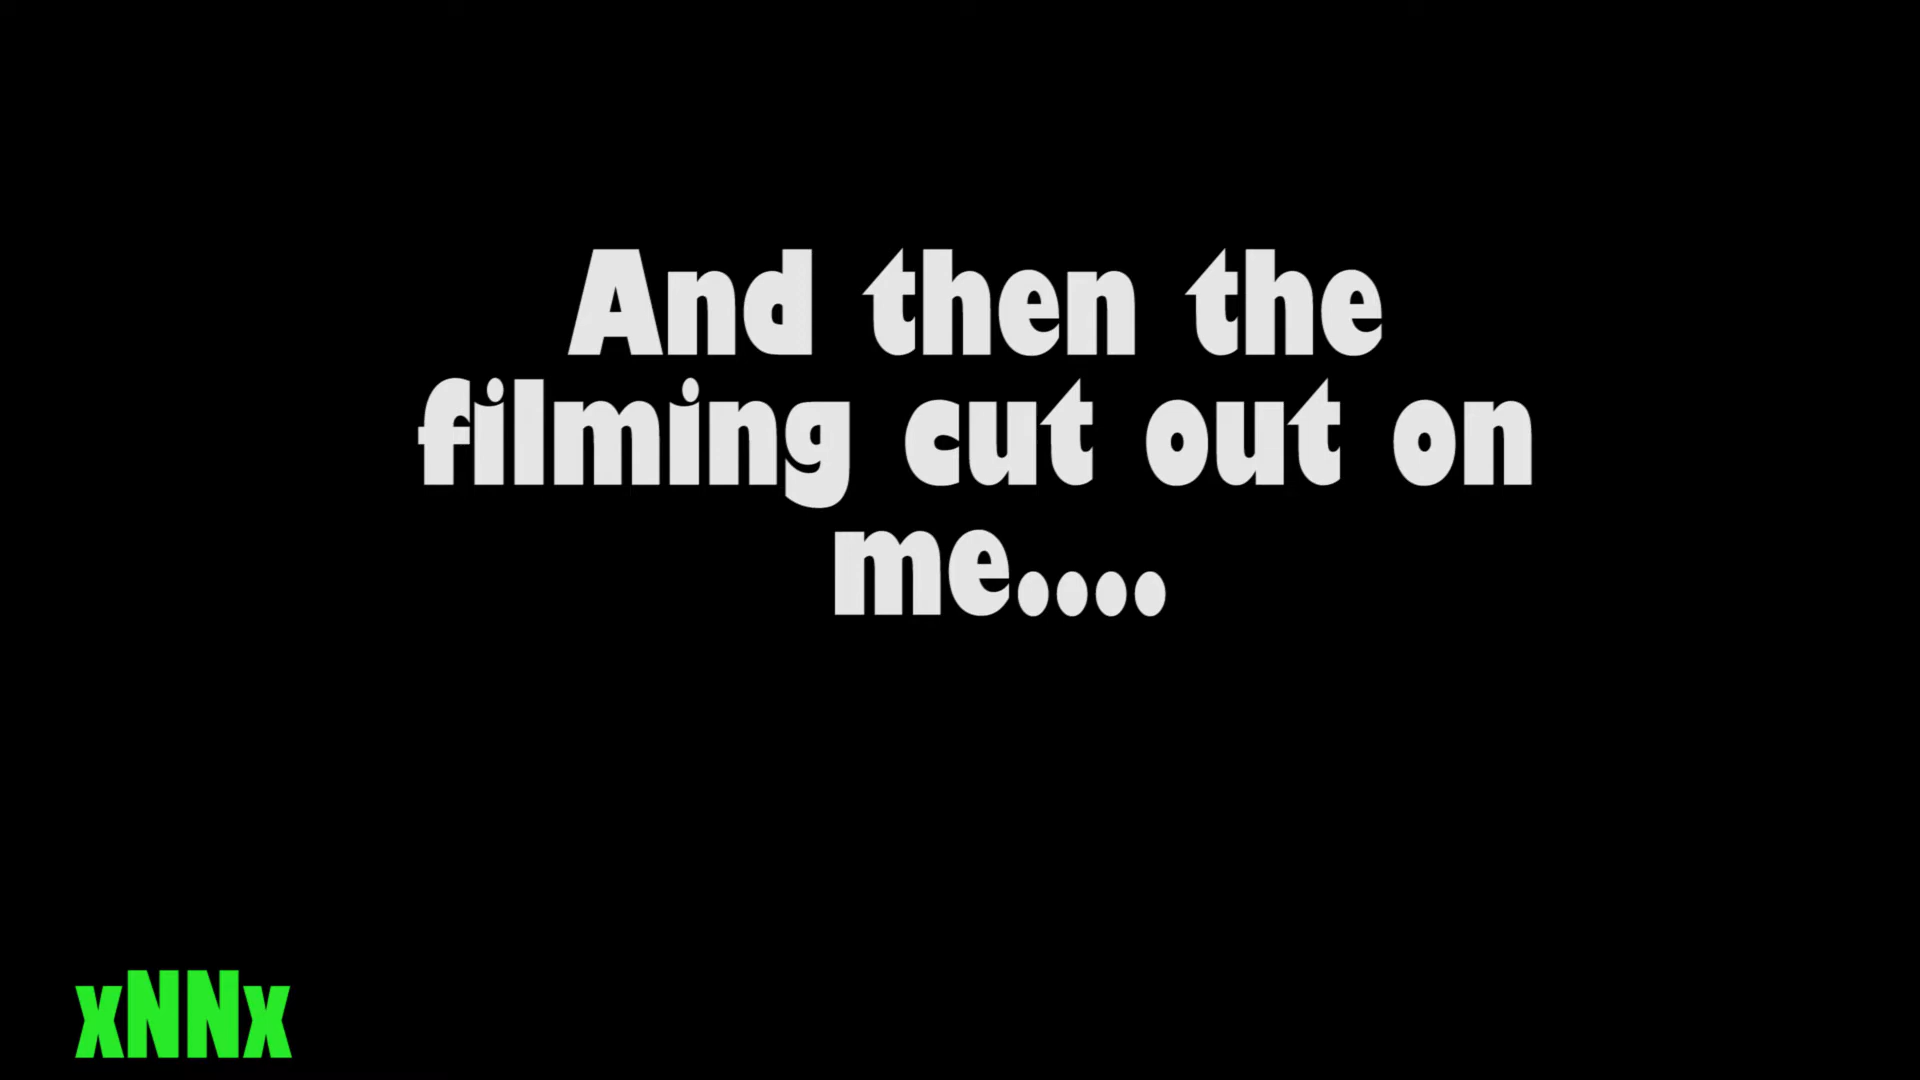 And then the
filming cut out on
me....
xNNx